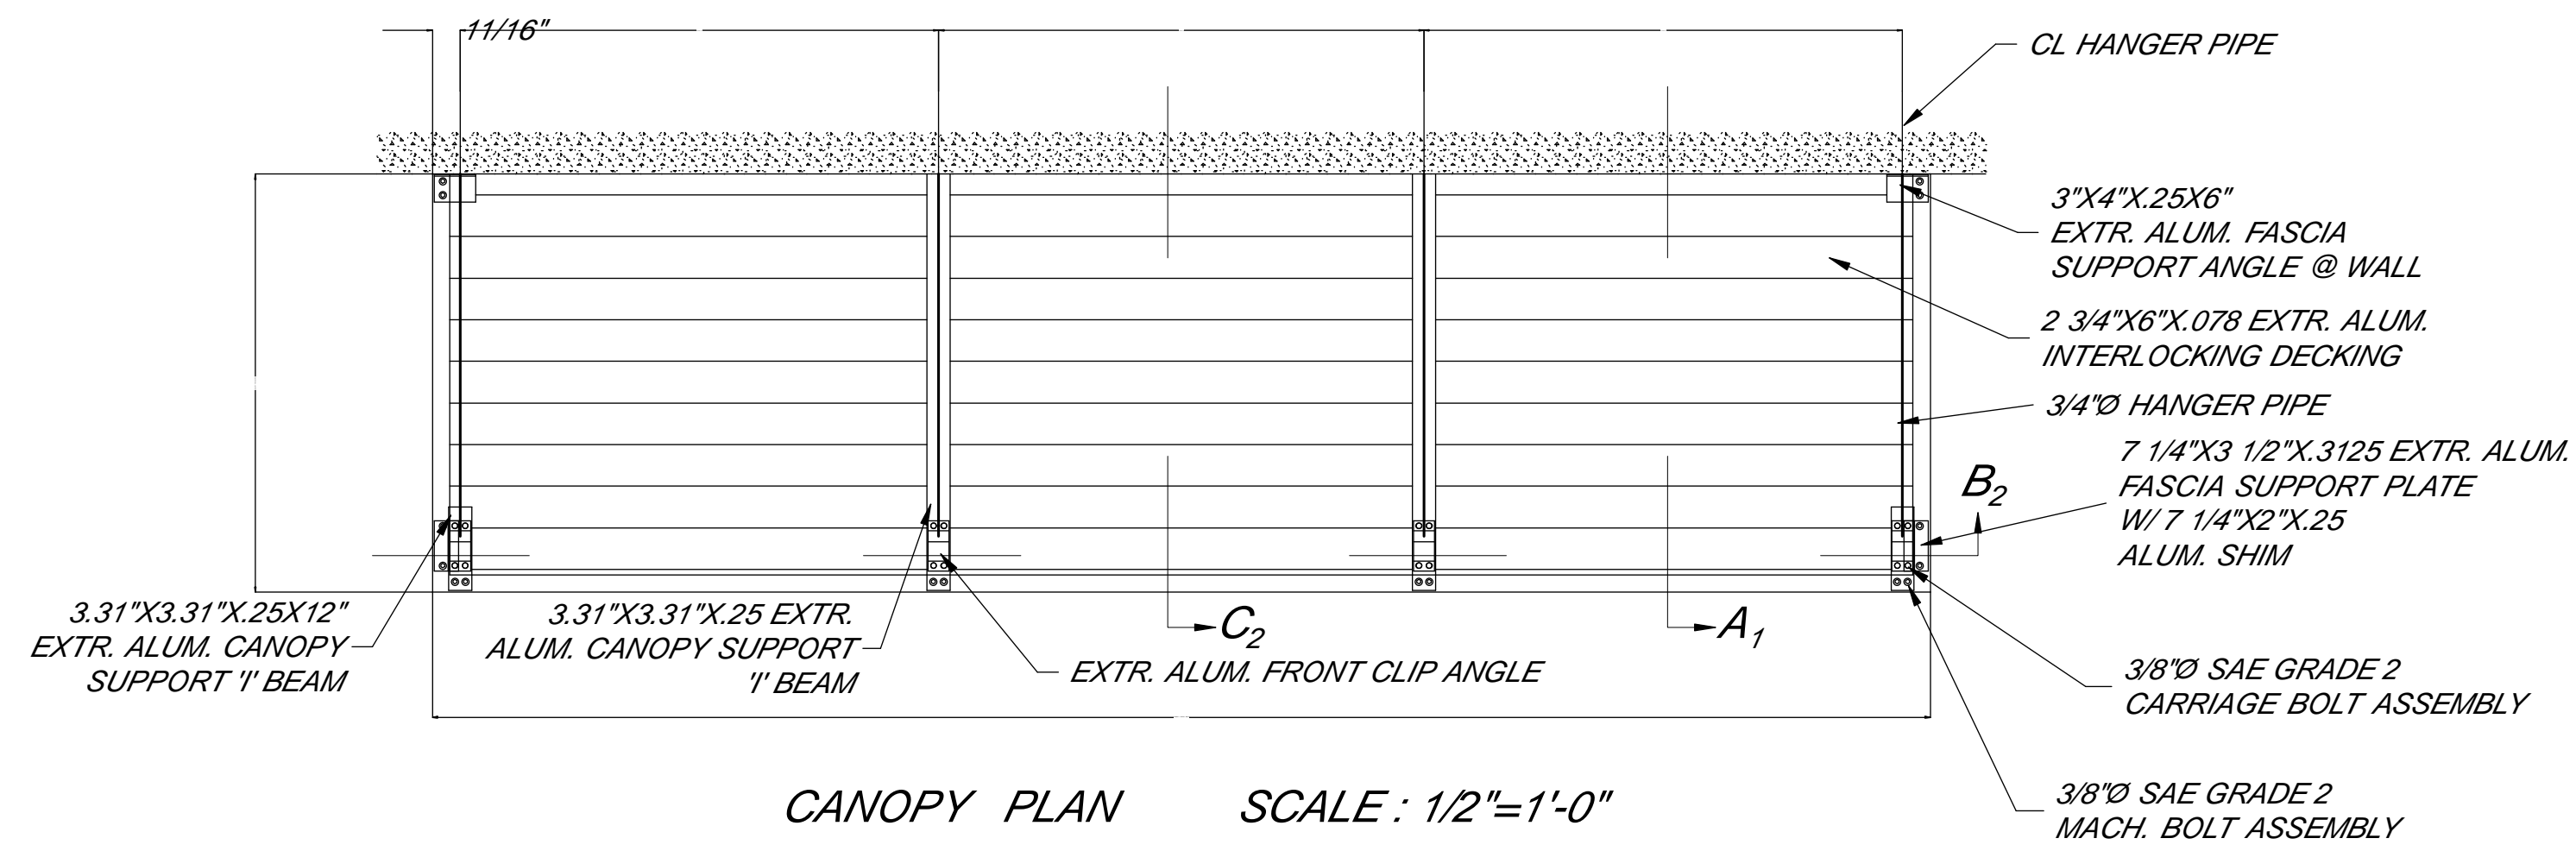 11/16"
CL HANGER PIPE
3"X4"X.25X6"
EXTR. ALUM. FASCIA
SUPPORT ANGLE @ WALL
2 3/4"X6"X.078 EXTR. ALUM.
INTERLOCKING DECKING
3/4"Ø HANGER PIPE
7 1/4"X3 1/2"X.3125 EXTR. ALUM.
FASCIA SUPPORT PLATE
W/ 7 1/4"X2"X.25
ALUM. SHIM
B2
3.31"X3.31"X.25X12"
EXTR. ALUM. CANOPY
SUPPORT 'I' BEAM
3.31"X3.31"X.25 EXTR.
ALUM. CANOPY SUPPORT
'I' BEAM
C2
A1
EXTR. ALUM. FRONT CLIP ANGLE
3/8"Ø SAE GRADE 2
CARRIAGE BOLT ASSEMBLY
3/8"Ø SAE GRADE 2
MACH. BOLT ASSEMBLY
CANOPY PLAN SCALE : 1/2"=1'-0"